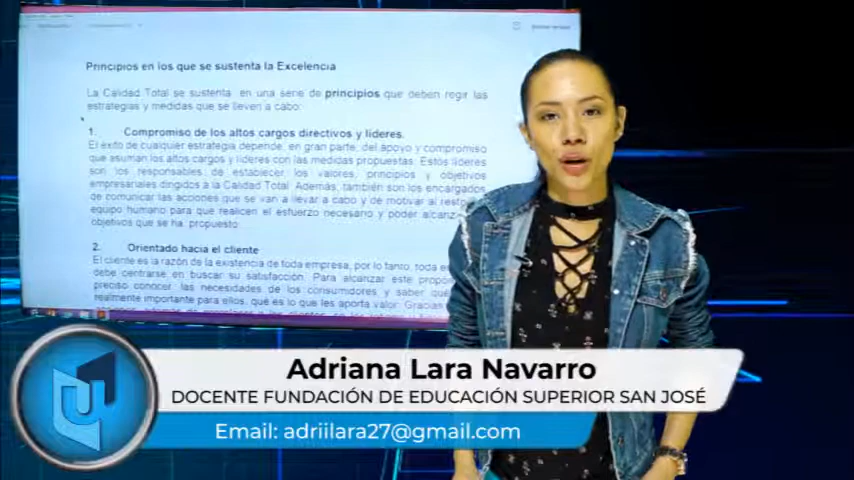 Principios en los que se sustenta la Excelencia
La Calidad Total se sustenta en una serie de principios que deben regir las
estrategias y medidas que se lleven a cabo:
1. Compromiso de los altos cargos directivos y líderes.
El éxito de cualquier estrategia depende, en gran parte, del apoyo y compromiso
que asuman los altos cargos y líderes con las medidas propuestas. Estos líderes
son los responsables de establecer los valores, principios y objetivos
empresariales dirigidos a la Calidad Total. Además, también son los encargados
de comunicar las acciones que se van a llevar a cabo y de motivar al resto
equipo humano para que realicen el esfuerzo necesario y poder alcanz
objetivos que se ha propuesto.
2. Orientado hacia el cliente
El cliente es la razón de la existencia de toda empresa, por lo tanto, toda
debe centrarse en buscar su satisfacción. Para alcanzar este propó
preciso conocer las necesidades de los consumidores y saber qu
realmente importante para ellos, qué es lo que les aporta valor. Gracias
Adriana Lara Navarro
DOCENTE FUNDACIÓN DE EDUCACIÓN SUPERIOR SAN JOSÉ
Email: adriilara27@gmail.com